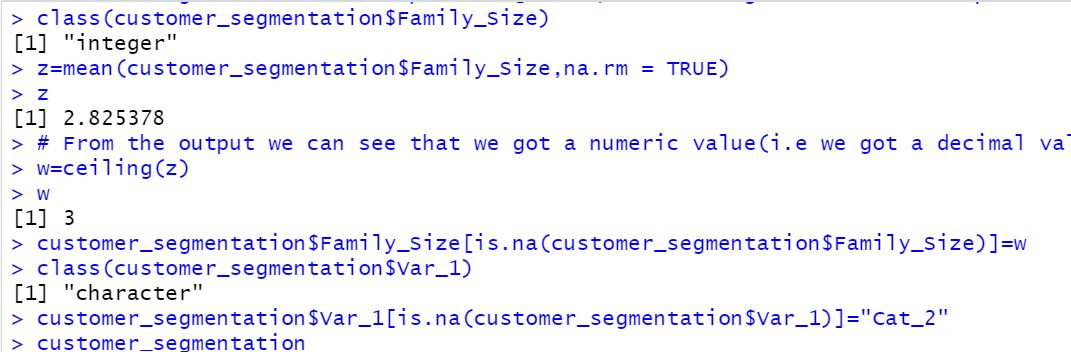 > class(customer_segmentation$Family_Size)
[1] "integer"
> z=mean(customer_segmentation$Family_Size,na.rm = TRUE)
> z
[1] 2.825378
> # From the output we can see that we got a numeric value(i.e we got a decimal
> w=ceiling(z)
> w
[1] 3
> customer_segmentation$Family_Size[is.na(customer_segmentation$Family_Size)]=w
> class(customer_segmentation$Var_1)
[1] "character"
> customer_segmentation$Var_1[is.na(customer_segmentation$Var_1)]="Cat_2"
> customer_segmentation